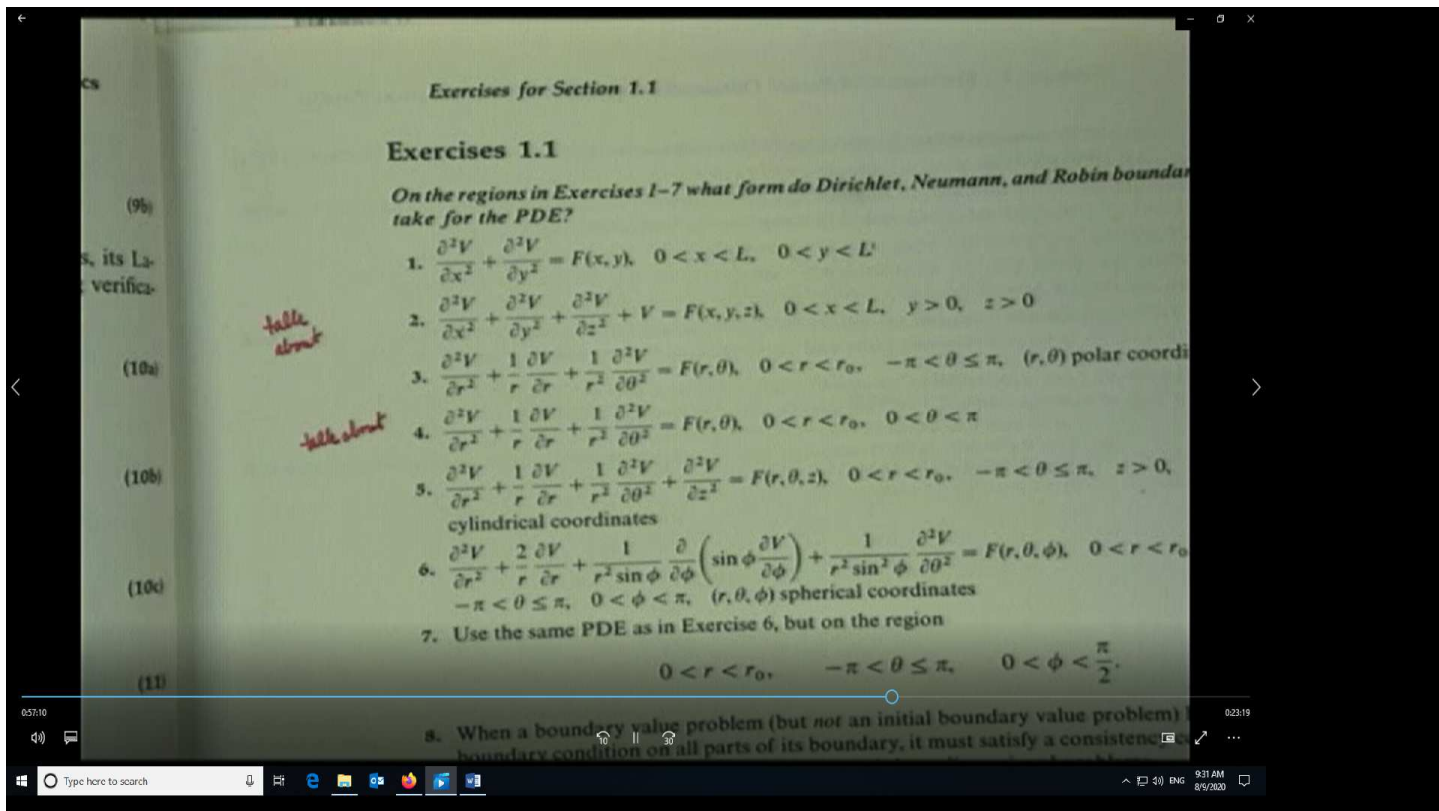 cs
Exercises for Section 1.1
Exercises 1.1
On the regions in Exercises 1–7 what form do Dirichlet, Neumann, and Robin boundar
take for the PDE?
(9b)
1. ∂²V/∂x² + ∂²V/∂y² = F(x, y), 0 < x < L, 0 < y < L'
s, its La-
verifica-
talk
about
2. ∂²V/∂x² + ∂²V/∂y² + ∂²V/∂z² + V = F(x, y, z), 0 < x < L, y > 0, z > 0
(10a)
3. ∂²V/∂r² + 1/r ∂V/∂r + 1/r² ∂²V/∂θ² = F(r, θ), 0 < r < r₀, −π < θ ≤ π, (r, θ) polar coordi
talk about
4. ∂²V/∂r² + 1/r ∂V/∂r + 1/r² ∂²V/∂θ² = F(r, θ), 0 < r < r₀, 0 < θ < π
(10b)
5. ∂²V/∂r² + 1/r ∂V/∂r + 1/r² ∂²V/∂θ² + ∂²V/∂z² = F(r, θ, z), 0 < r < r₀, −π < θ ≤ π, z > 0,
cylindrical coordinates
6. ∂²V/∂r² + 2/r ∂V/∂r + 1/(r² sin ϕ) ∂/∂ϕ (sin ϕ ∂V/∂ϕ) + 1/(r² sin² ϕ) ∂²V/∂θ² = F(r, θ, ϕ), 0 < r < r₀
(10c)
−π < θ ≤ π, 0 < ϕ < π, (r, θ, ϕ) spherical coordinates
7. Use the same PDE as in Exercise 6, but on the region
0 < r < r₀, −π < θ ≤ π, 0 < ϕ < π/2.
(11)
0:57:10
0:23:19
8. When a boundary value problem (but not an initial boundary value problem)
boundary condition on all parts of its boundary, it must satisfy a consistency
10
30
Type here to search
ENG
9:31 AM
8/9/2020